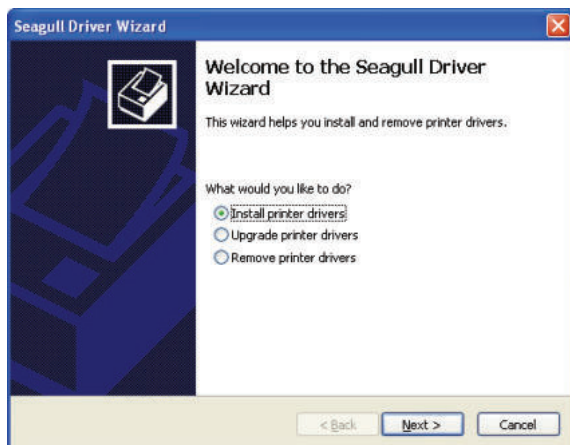 Seagull Driver Wizard
Welcome to the Seagull Driver
Wizard
This wizard helps you install and remove printer drivers.
What would you like to do?
Install printer drivers
Upgrade printer drivers
Remove printer drivers
< Back
Next >
Cancel